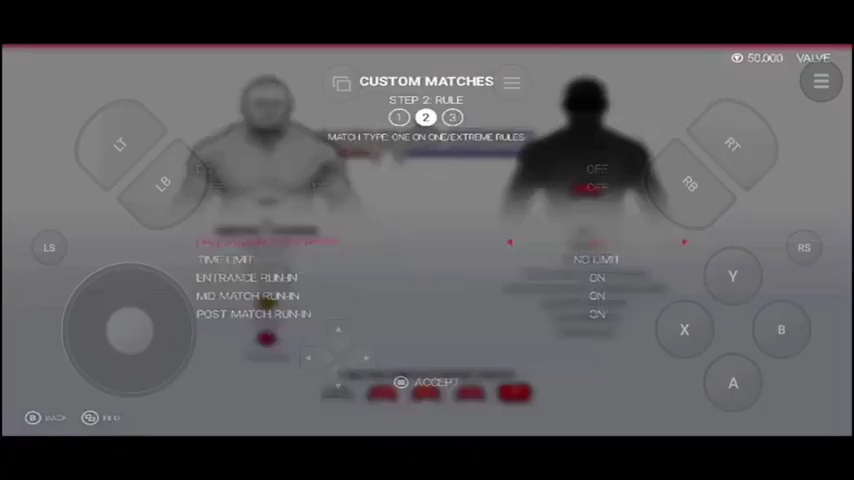 50,000 VALVE
CUSTOM MATCHES
STEP 2: RULE
1 2 3
MATCH TYPE: ONE ON ONE/EXTREME RULES
LT
RT
OFF
LB
RB
OFF
LS
RS
TIME LIMIT NO LIMIT
ENTRANCE RUN-IN ON
MID MATCH RUN-IN ON
POST MATCH RUN-IN ON
Y
X
B
A
ACCEPT
B BACK